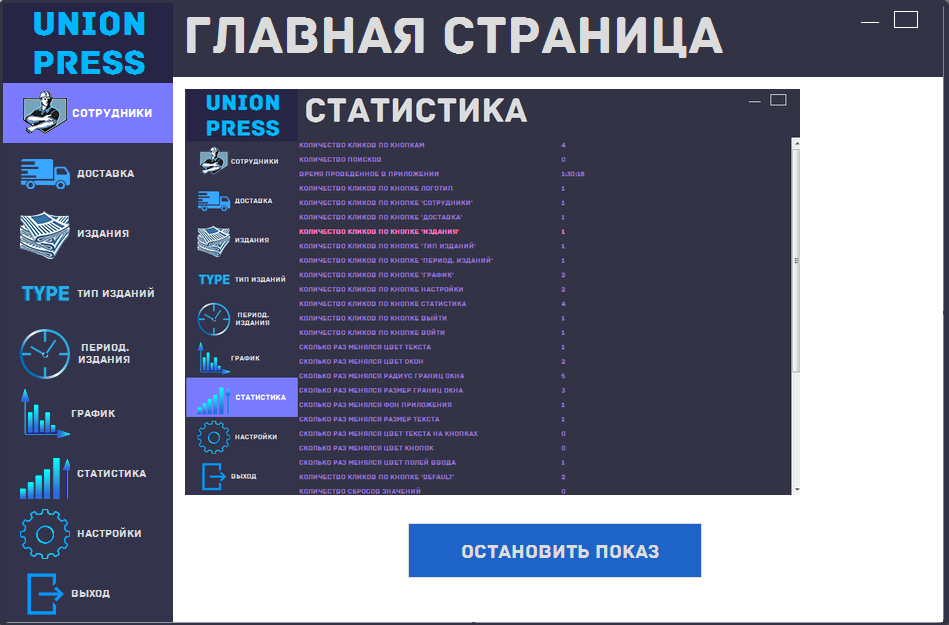 UNION
PRESS
ГЛАВНАЯ СТРАНИЦА
СОТРУДНИКИ
ДОСТАВКА
ИЗДАНИЯ
TYPE ТИП ИЗДАНИЙ
ПЕРИОД.
ИЗДАНИЯ
ГРАФИК
СТАТИСТИКА
НАСТРОЙКИ
ВЫХОД
UNION
PRESS
СТАТИСТИКА
СОТРУДНИКИ
ДОСТАВКА
ИЗДАНИЯ
TYPE ТИП ИЗДАНИЙ
ПЕРИОД.
ИЗДАНИЯ
ГРАФИК
СТАТИСТИКА
НАСТРОЙКИ
ВЫХОД
КОЛИЧЕСТВО КЛИКОВ ПО КНОПКАМ 4
КОЛИЧЕСТВО ПОИСКОВ 0
ВРЕМЯ ПРОВЕДЕННОЕ В ПРИЛОЖЕНИИ 1:30:18
КОЛИЧЕСТВО КЛИКОВ ПО КНОПКЕ ЛОГОТИП 1
КОЛИЧЕСТВО КЛИКОВ ПО КНОПКЕ 'СОТРУДНИКИ' 1
КОЛИЧЕСТВО КЛИКОВ ПО КНОПКЕ 'ДОСТАВКА' 1
КОЛИЧЕСТВО КЛИКОВ ПО КНОПКЕ 'ИЗДАНИЯ' 1
КОЛИЧЕСТВО КЛИКОВ ПО КНОПКЕ 'ТИП ИЗДАНИЙ' 1
КОЛИЧЕСТВО КЛИКОВ ПО КНОПКЕ 'ПЕРИОД. ИЗДАНИЙ' 1
КОЛИЧЕСТВО КЛИКОВ ПО КНОПКЕ 'ГРАФИК' 2
КОЛИЧЕСТВО КЛИКОВ ПО КНОПКЕ НАСТРОЙКИ 2
КОЛИЧЕСТВО КЛИКОВ ПО КНОПКЕ СТАТИСТИКА 4
КОЛИЧЕСТВО КЛИКОВ ПО КНОПКЕ ВЫЙТИ 1
КОЛИЧЕСТВО КЛИКОВ ПО КНОПКЕ ВОЙТИ 1
СКОЛЬКО РАЗ МЕНЯЛСЯ ЦВЕТ ТЕКСТА 1
СКОЛЬКО РАЗ МЕНЯЛСЯ ЦВЕТ ОКОН 2
СКОЛЬКО РАЗ МЕНЯЛСЯ РАДИУС ГРАНИЦ ОКНА 5
СКОЛЬКО РАЗ МЕНЯЛСЯ РАЗМЕР ГРАНИЦ ОКНА 3
СКОЛЬКО РАЗ МЕНЯЛСЯ ФОН ПРИЛОЖЕНИЯ 1
СКОЛЬКО РАЗ МЕНЯЛСЯ РАЗМЕР ТЕКСТА 1
СКОЛЬКО РАЗ МЕНЯЛСЯ ЦВЕТ ТЕКСТА НА КНОПКАХ 0
СКОЛЬКО РАЗ МЕНЯЛСЯ ЦВЕТ КНОПОК 0
СКОЛЬКО РАЗ МЕНЯЛСЯ ЦВЕТ ПОЛЕЙ ВВОДА 1
КОЛИЧЕСТВО КЛИКОВ ПО КНОПКЕ 'DEFAULT' 2
КОЛИЧЕСТВО СБРОСОВ ЗНАЧЕНИЙ 0
ОСТАНОВИТЬ ПОКАЗ